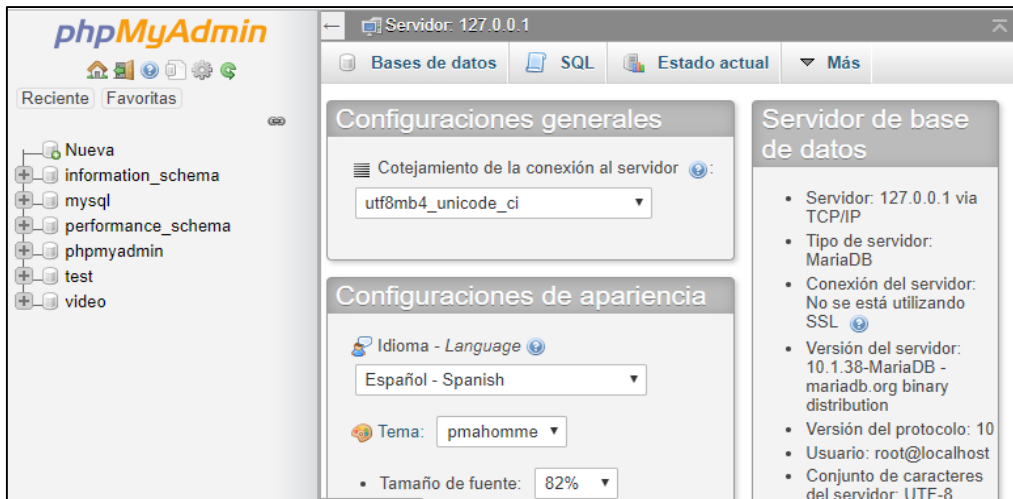 phpMyAdmin
Reciente Favoritas
Nueva
information_schema
mysql
performance_schema
phpmyadmin
test
video
Servidor: 127.0.0.1
Bases de datos SQL Estado actual Más
Configuraciones generales
Cotejamiento de la conexión al servidor :
utf8mb4_unicode_ci
Configuraciones de apariencia
Idioma - Language
Español - Spanish
Tema: pmahomme
• Tamaño de fuente: 82%
Servidor de base
de datos
• Servidor: 127.0.0.1 via
TCP/IP
• Tipo de servidor:
MariaDB
• Conexión del servidor:
No se está utilizando
SSL
• Versión del servidor:
10.1.38-MariaDB -
mariadb.org binary
distribution
• Versión del protocolo: 10
• Usuario: root@localhost
• Conjunto de caracteres
del servidor: UTF-8